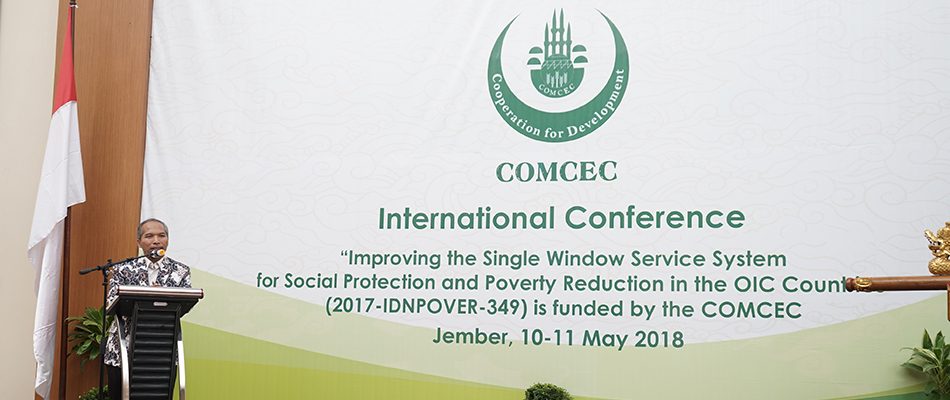 COMCEC
Cooperation for Development
COMCEC
International Conference
“Improving the Single Window Service System
for Social Protection and Poverty Reduction in the OIC Count
(2017-IDNPOVER-349) is funded by the COMCEC
Jember, 10-11 May 2018